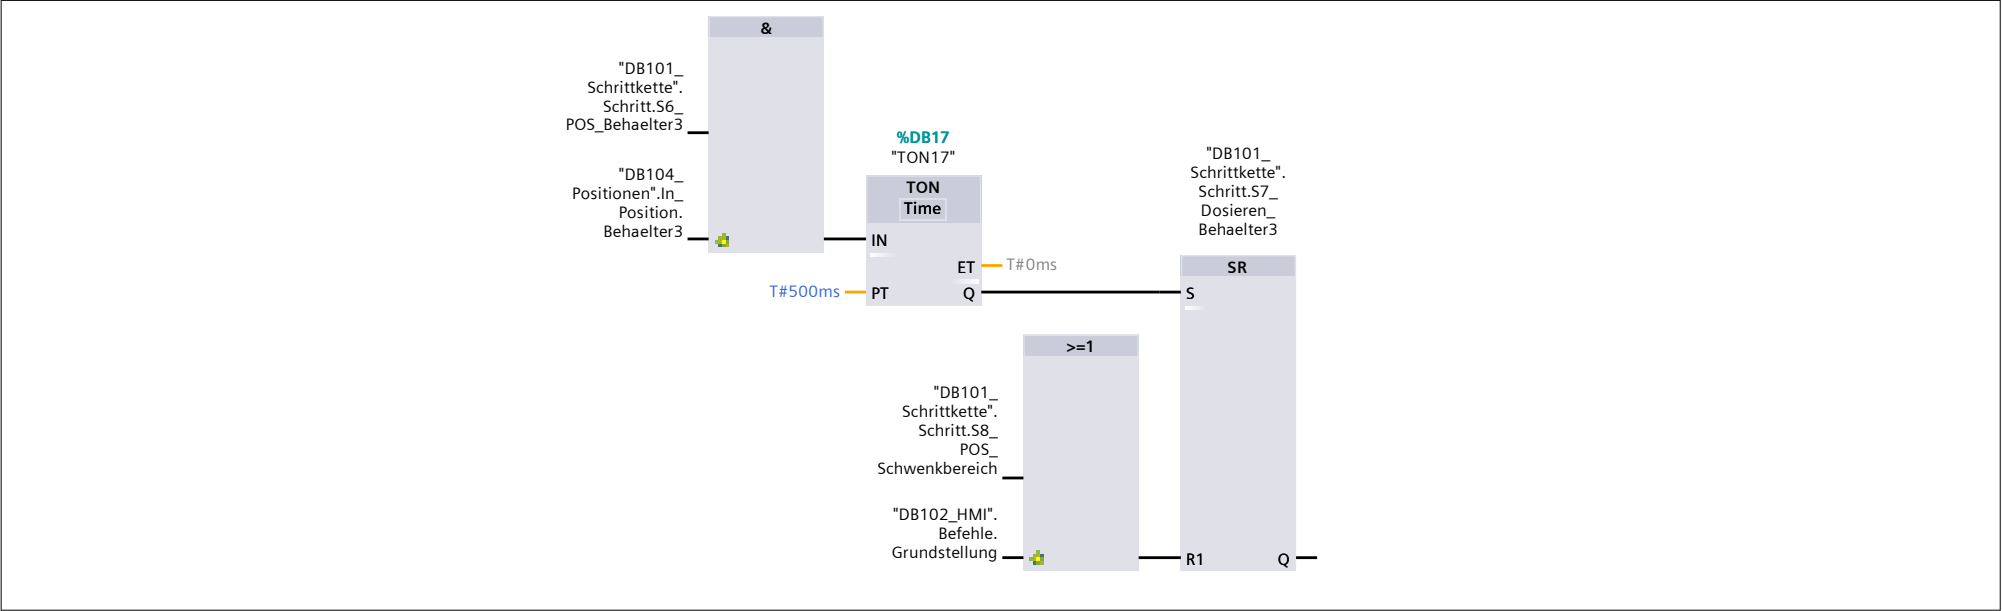 &
"DB101_
Schrittkette".
Schritt.S6_
POS_Behaelter3
"DB104_
Positionen".In_
Position.
Behaelter3
%DB17
"TON17"
TON
Time
IN
ET
T#0ms
T#500ms
PT
Q
"DB101_
Schrittkette".
Schritt.S7_
Dosieren_
Behaelter3
SR
S
>=1
"DB101_
Schrittkette".
Schritt.S8_
POS_
Schwenkbereich
"DB102_HMI".
Befehle.
Grundstellung
R1
Q